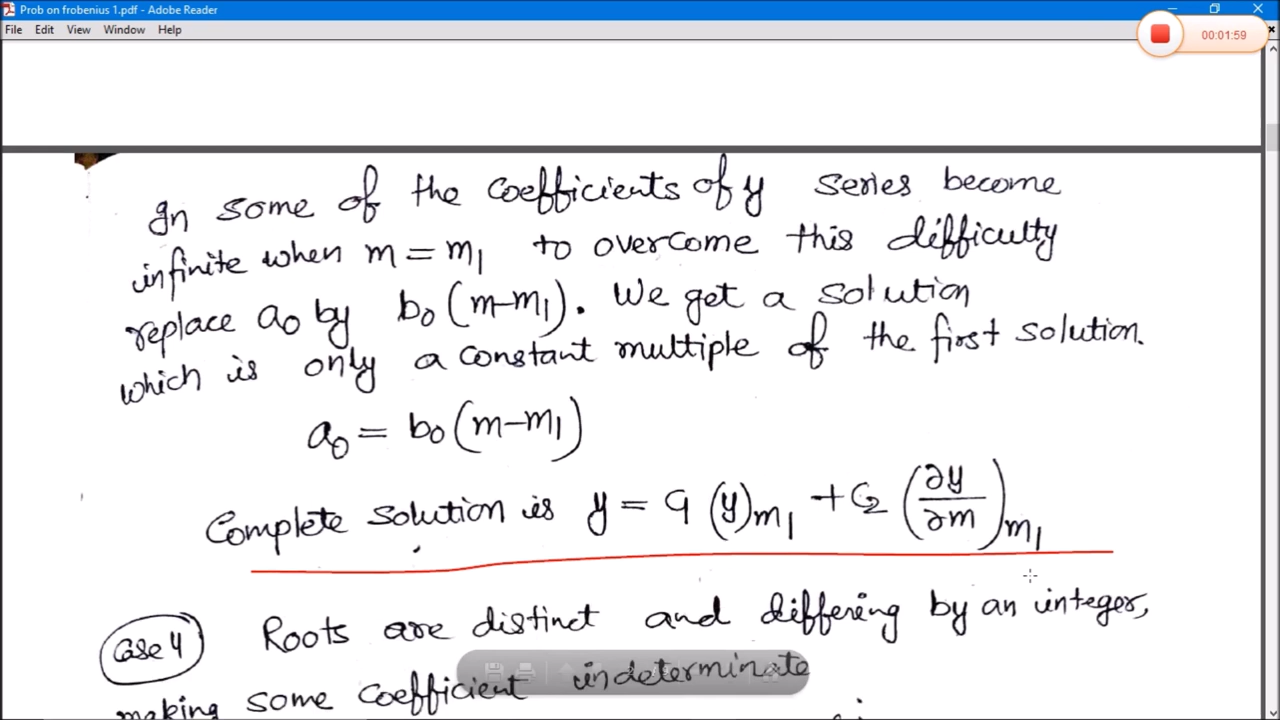 Prob on frobenius 1.pdf - Adobe Reader
File Edit View Window Help
00:01:59
In some of the coefficients of y series become
infinite when m = m₁ to overcome this difficulty
replace a₀ by b₀(m-m₁). We get a solution
which is only a constant multiple of the first solution.
a₀ = b₀(m-m₁)
Complete solution is y = C₁ (y)m₁ + C₂ (∂y/∂m)m₁
Case 4 Roots are distinct and differing by an integer,
making some coefficient indeterminate